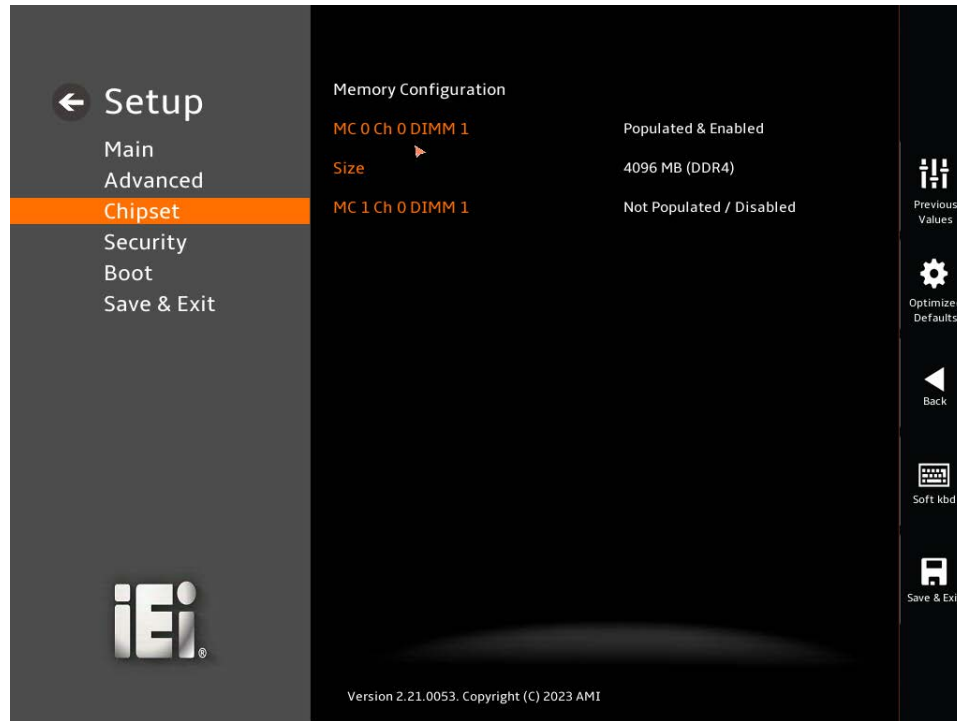 Setup
Main
Advanced
Chipset
Security
Boot
Save & Exit
iEi®
Memory Configuration
MC 0 Ch 0 DIMM 1 Populated & Enabled
Size 4096 MB (DDR4)
MC 1 Ch 0 DIMM 1 Not Populated / Disabled
Version 2.21.0053. Copyright (C) 2023 AMI
Previous
Values
Optimize
Defaults
Back
Soft kbd
Save & Exi